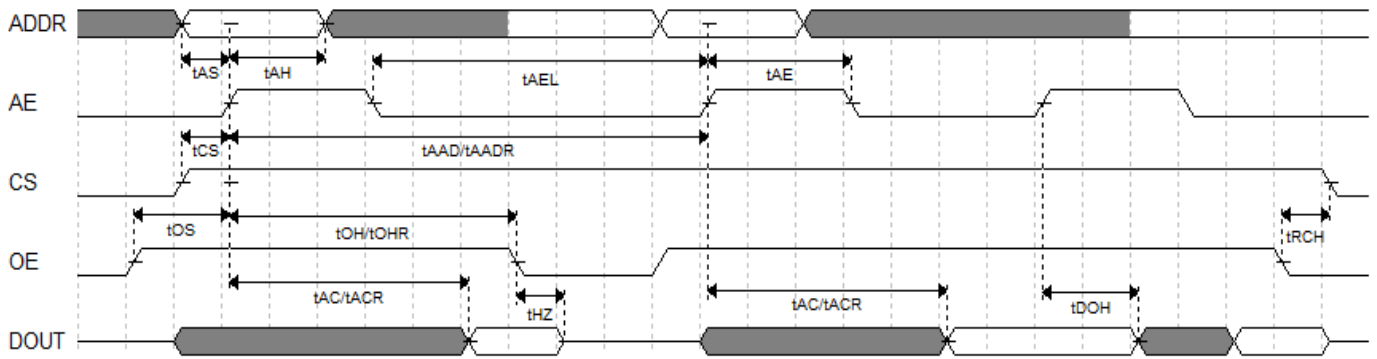 ADDR
tAS
tAH
tAEL
tAE
AE
tCS
tAAD/tAADR
CS
tOS
tOH/tOHR
tRCH
OE
tAC/tACR
tHZ
tAC/tACR
tDOH
DOUT